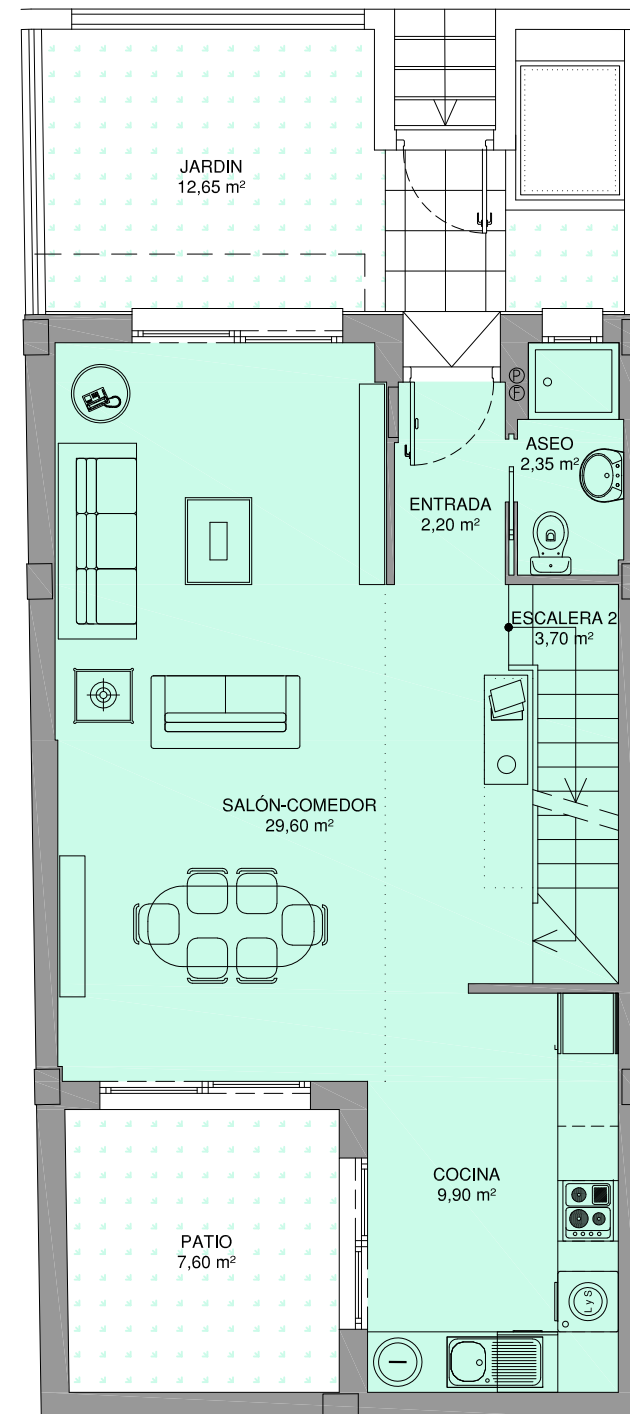 JARDIN
12,65 m²
P
F
ASEO
2,35 m²
ENTRADA
2,20 m²
ESCALERA 2
3,70 m²
SALÓN-COMEDOR
29,60 m²
COCINA
9,90 m²
PATIO
7,60 m²
LyS